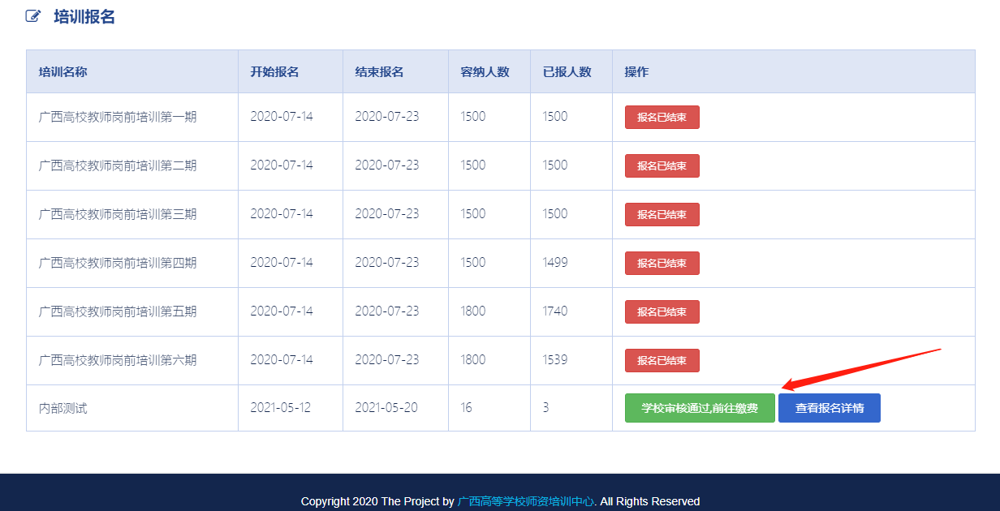 培训报名
培训名称 开始报名 结束报名 容纳人数 已报人数 操作
广西高校教师岗前培训第一期 2020-07-14 2020-07-23 1500 1500 报名已结束
广西高校教师岗前培训第二期 2020-07-14 2020-07-23 1500 1500 报名已结束
广西高校教师岗前培训第三期 2020-07-14 2020-07-23 1500 1500 报名已结束
广西高校教师岗前培训第四期 2020-07-14 2020-07-23 1500 1499 报名已结束
广西高校教师岗前培训第五期 2020-07-14 2020-07-23 1800 1740 报名已结束
广西高校教师岗前培训第六期 2020-07-14 2020-07-23 1800 1539 报名已结束
内部测试 2021-05-12 2021-05-20 16 3 学校审核通过,前往缴费 查看报名详情
Copyright 2020 The Project by 广西高等学校师资培训中心. All Rights Reserved